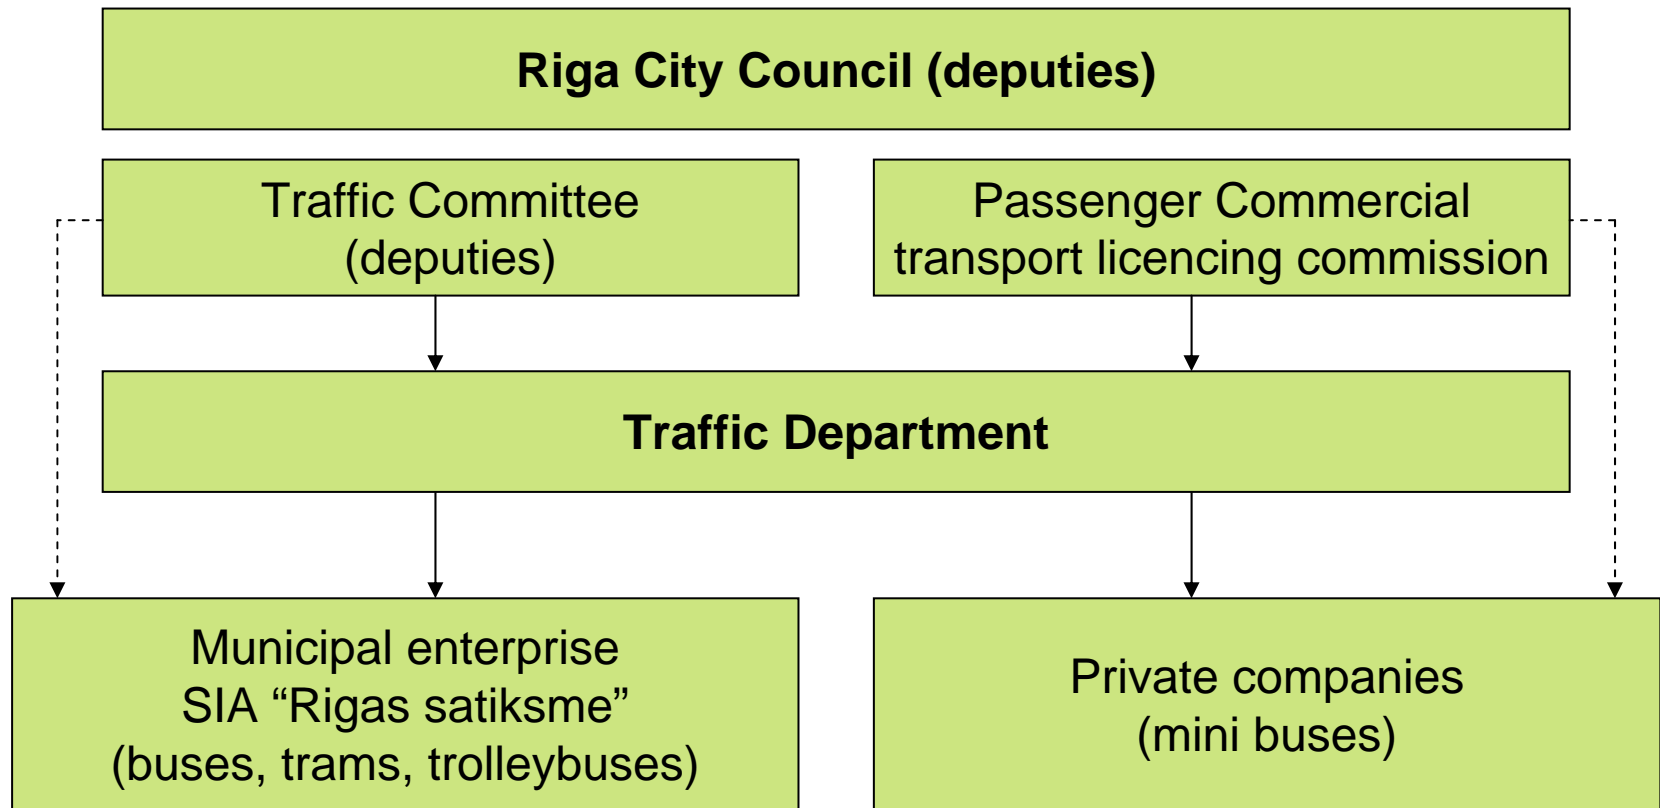 Riga City Council (deputies)
Traffic Committee
(deputies)
Passenger Commercial
transport licencing commission
Traffic Department
Municipal enterprise
SIA “Rigas satiksme”
(buses, trams, trolleybuses)
Private companies
(mini buses)